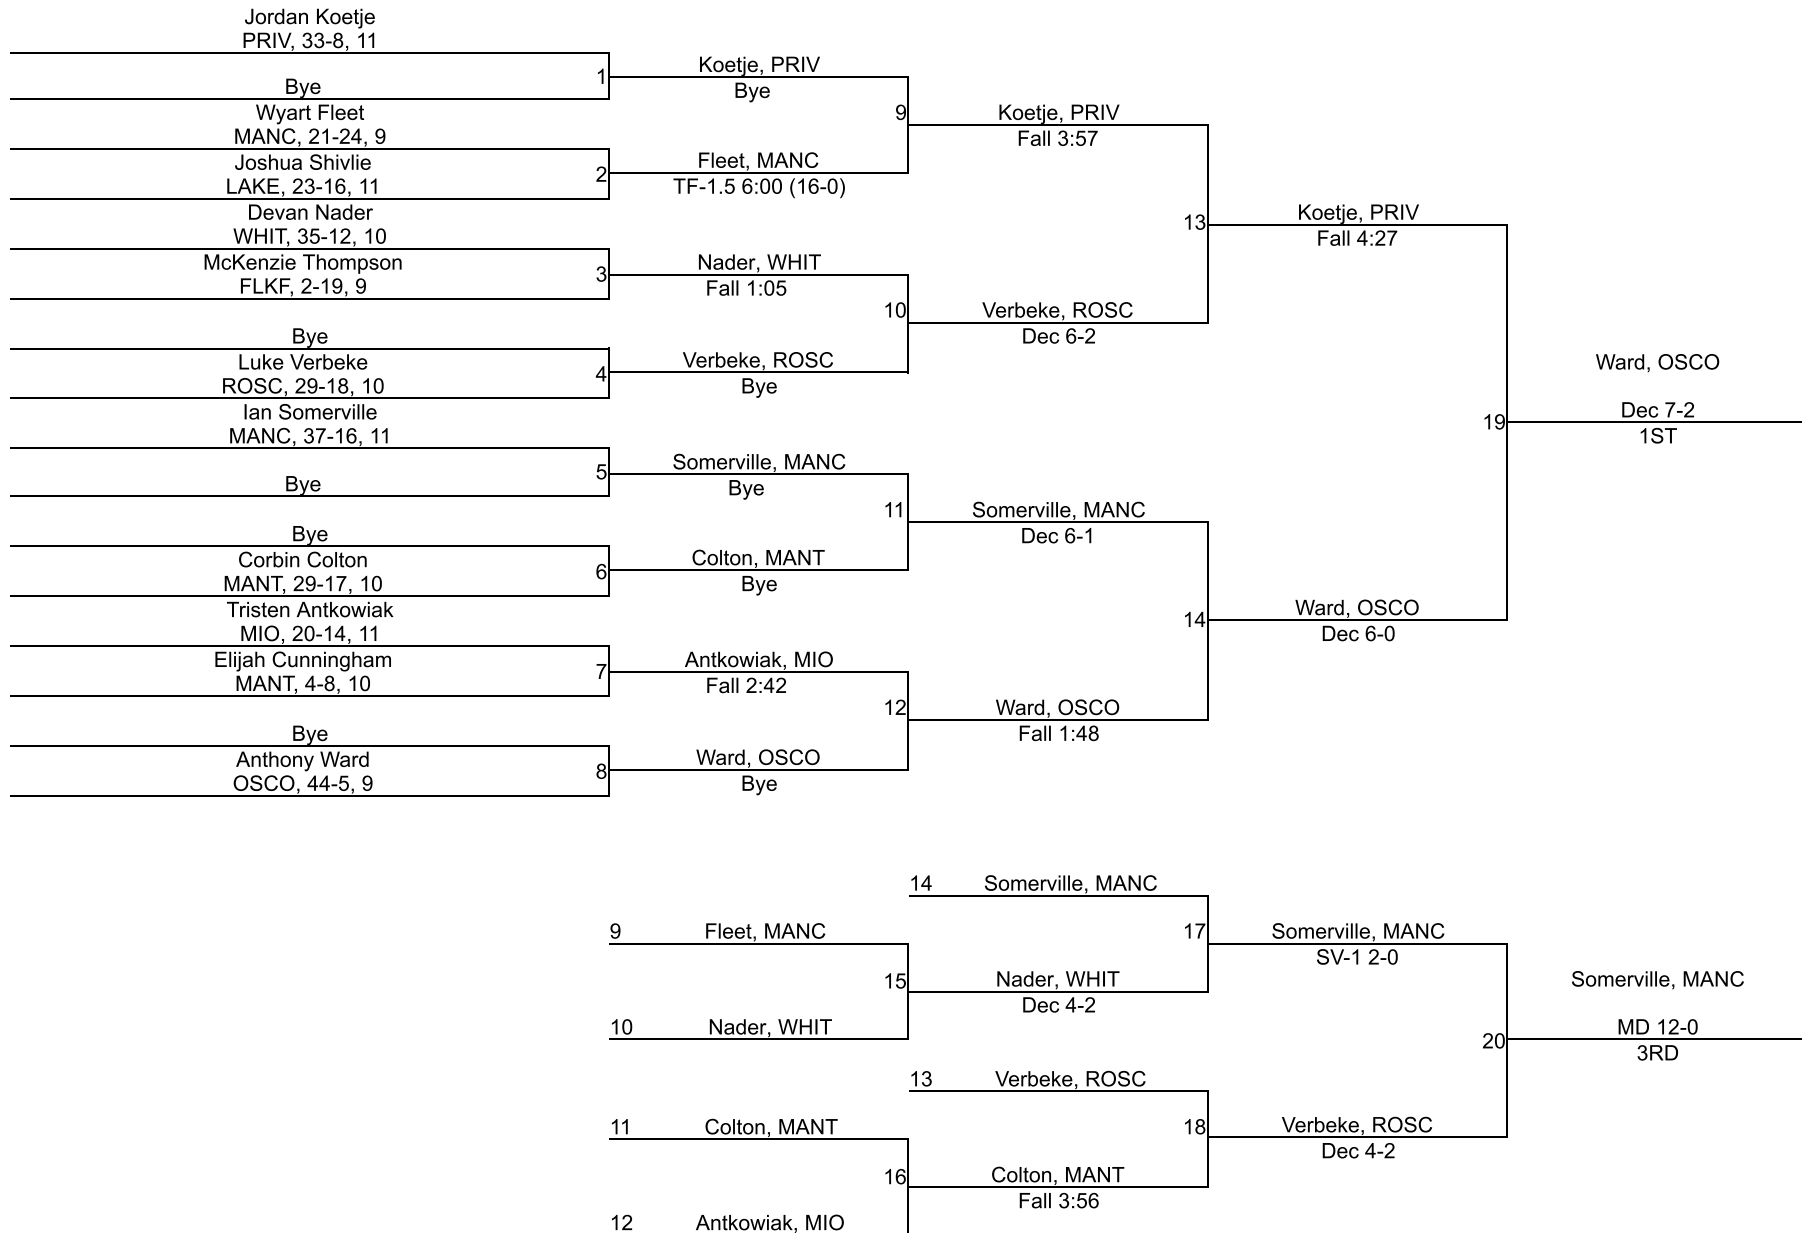 Jordan Koetje
PRIV, 33-8, 11
Bye
Wyart Fleet
MANC, 21-24, 9
Joshua Shivlie
LAKE, 23-16, 11
Devan Nader
WHIT, 35-12, 10
McKenzie Thompson
FLKF, 2-19, 9
Bye
Luke Verbeke
ROSC, 29-18, 10
Ian Somerville
MANC, 37-16, 11
Bye
Bye
Corbin Colton
MANT, 29-17, 10
Tristen Antkowiak
MIO, 20-14, 11
Elijah Cunningham
MANT, 4-8, 10
Bye
Anthony Ward
OSCO, 44-5, 9
1
Koetje, PRIV
Bye
2
Fleet, MANC
TF-1.5 6:00 (16-0)
3
Nader, WHIT
Fall 1:05
4
Verbeke, ROSC
Bye
5
Somerville, MANC
Bye
6
Colton, MANT
Bye
7
Antkowiak, MIO
Fall 2:42
8
Ward, OSCO
Bye
9
Koetje, PRIV
Fall 3:57
10
Verbeke, ROSC
Dec 6-2
11
Somerville, MANC
Dec 6-1
12
Ward, OSCO
Fall 1:48
13
Koetje, PRIV
Fall 4:27
14
Ward, OSCO
Dec 6-0
19
Ward, OSCO
Dec 7-2
1ST
14 Somerville, MANC
9 Fleet, MANC
10 Nader, WHIT
15
Nader, WHIT
Dec 4-2
13 Verbeke, ROSC
11 Colton, MANT
12 Antkowiak, MIO
16
Colton, MANT
Fall 3:56
17
Somerville, MANC
SV-1 2-0
18
Verbeke, ROSC
Dec 4-2
20
Somerville, MANC
MD 12-0
3RD